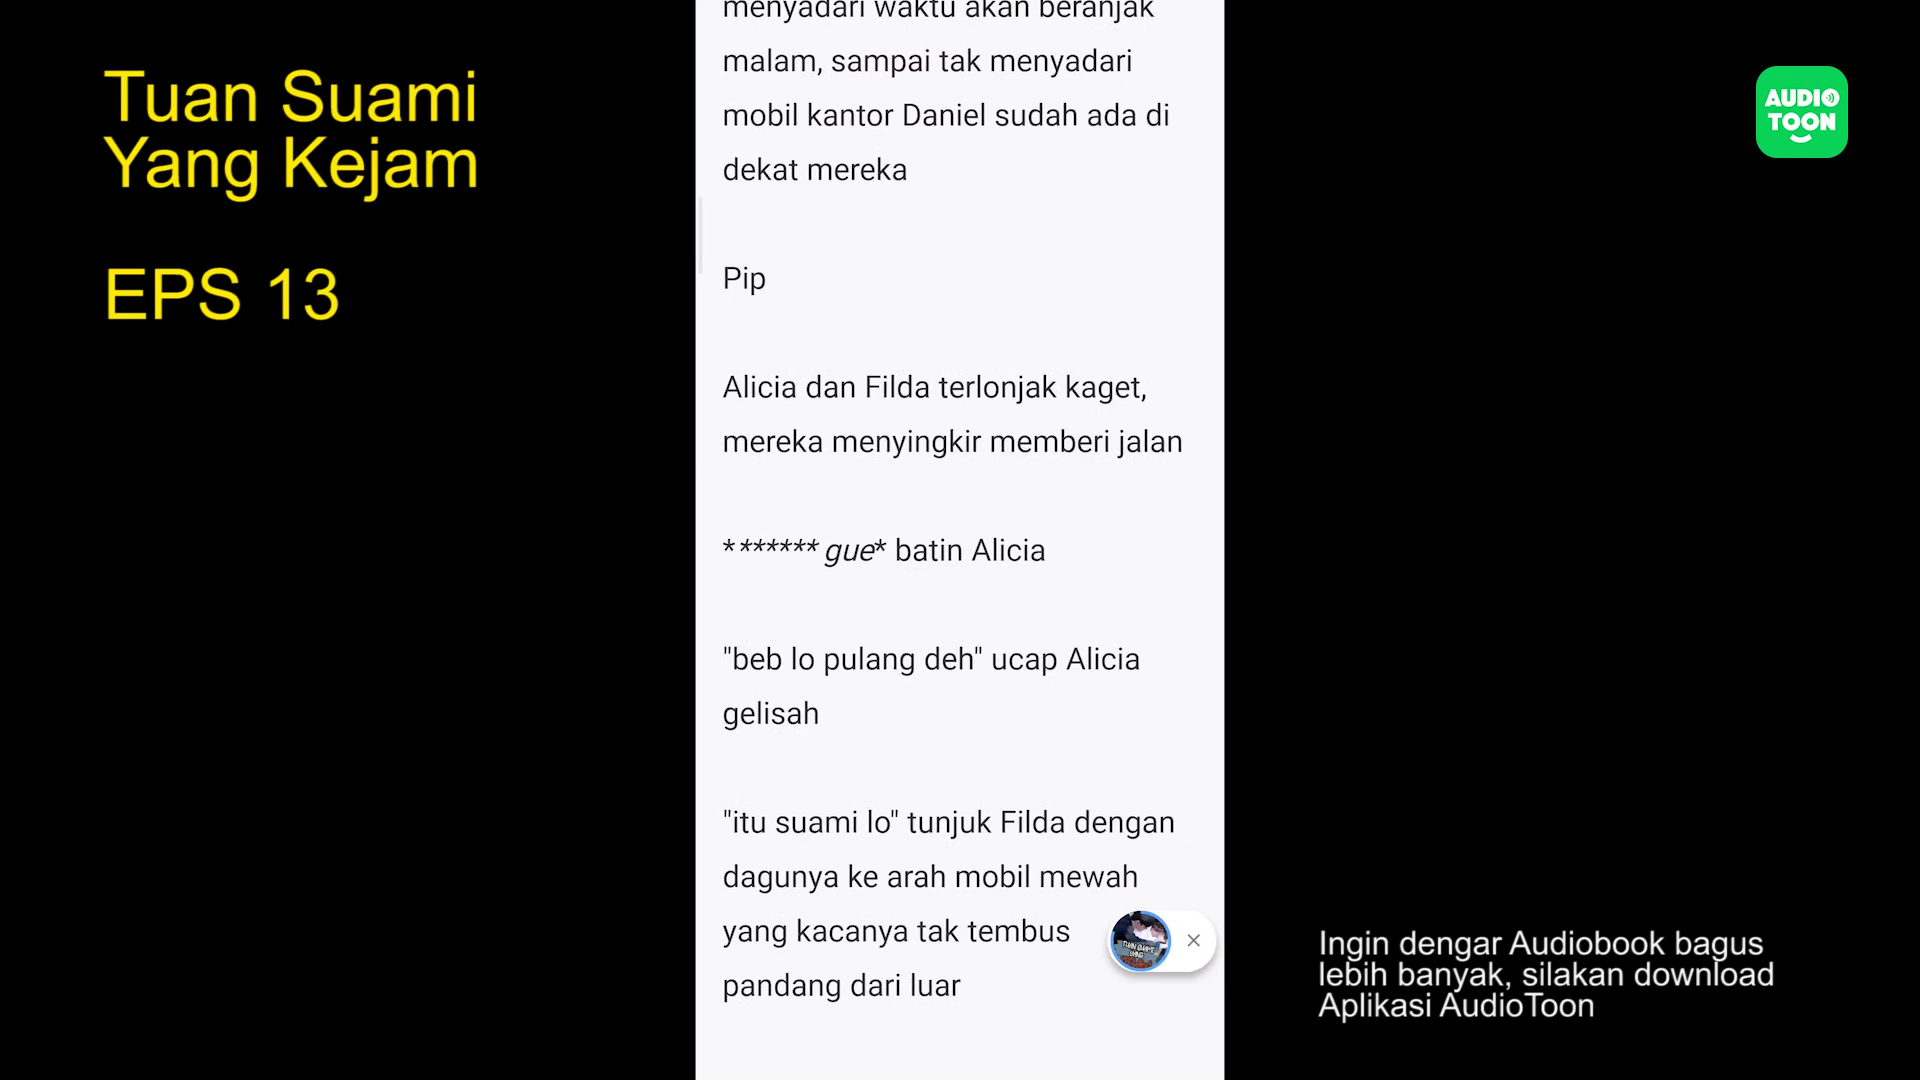 Tuan Suami
Yang Kejam
EPS 13
menyadari waktu akan beranjak
malam, sampai tak menyadari
mobil kantor Daniel sudah ada di
dekat mereka
Pip
Alicia dan Filda terlonjak kaget,
mereka menyingkir memberi jalan
******* gue* batin Alicia
"beb lo pulang deh" ucap Alicia
gelisah
"itu suami lo" tunjuk Filda dengan
dagunya ke arah mobil mewah
yang kacanya tak tembus
pandang dari luar
TUAN SUAMI
YANG
AUDIO
TOON
Ingin dengar Audiobook bagus
lebih banyak, silakan download
Aplikasi AudioToon